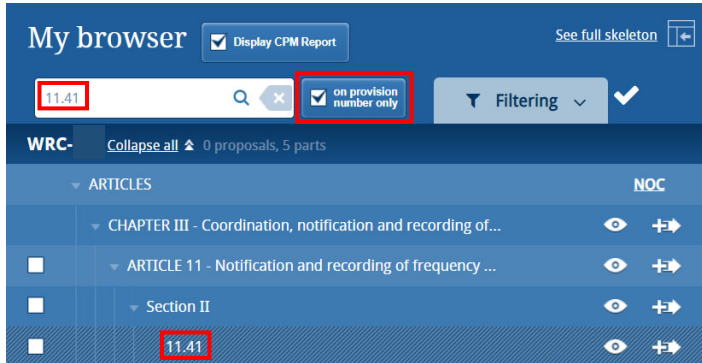 My browser Display CPM Report See full skeleton
11.41 on provision number only Filtering
WRC- Collapse all 0 proposals, 5 parts
ARTICLES NOC
CHAPTER III - Coordination, notification and recording of...
ARTICLE 11 - Notification and recording of frequency ...
Section II
11.41